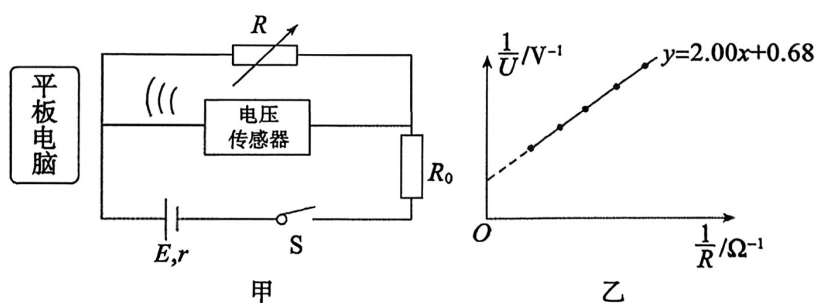 平板电脑
R
电压
传感器
R₀
E,r
S
甲
1/U /V⁻¹
y=2.00x+0.68
O
1/R /Ω⁻¹
乙